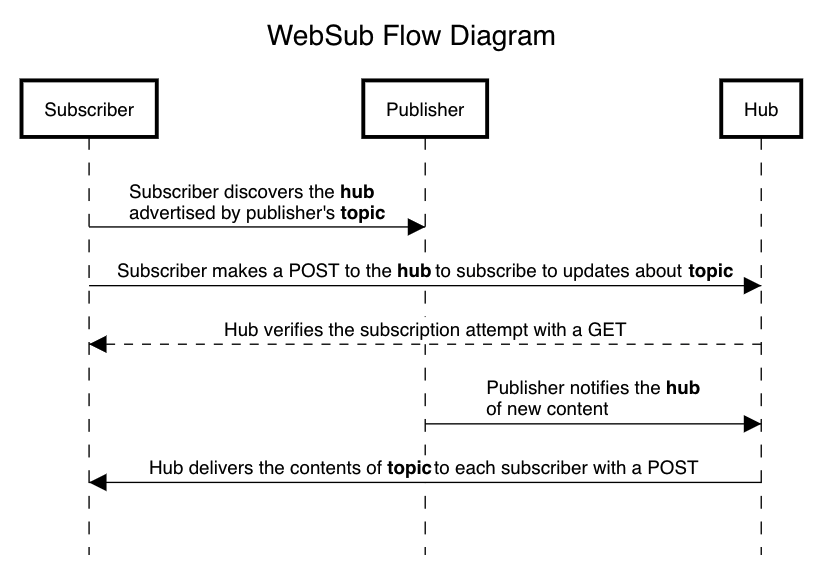 WebSub Flow Diagram
Subscriber
Publisher
Hub
Subscriber discovers the hub
advertised by publisher's topic
Subscriber makes a POST to the hub to subscribe to updates about topic
Hub verifies the subscription attempt with a GET
Publisher notifies the hub
of new content
Hub delivers the contents of topic to each subscriber with a POST